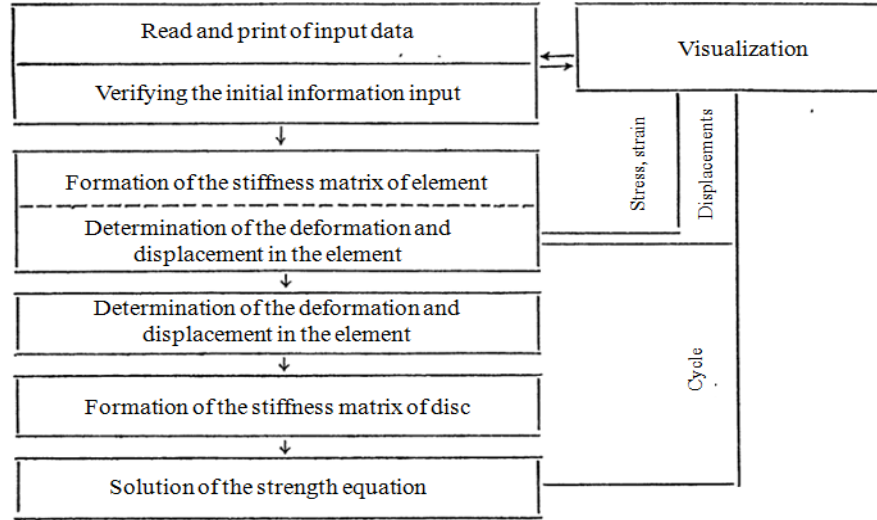 Read and print of input data
Verifying the initial information input
Visualization
Stress, strain
Displacements
Formation of the stiffness matrix of element
Determination of the deformation and
displacement in the element
Determination of the deformation and
displacement in the element
Cycle
Formation of the stiffness matrix of disc
Solution of the strength equation